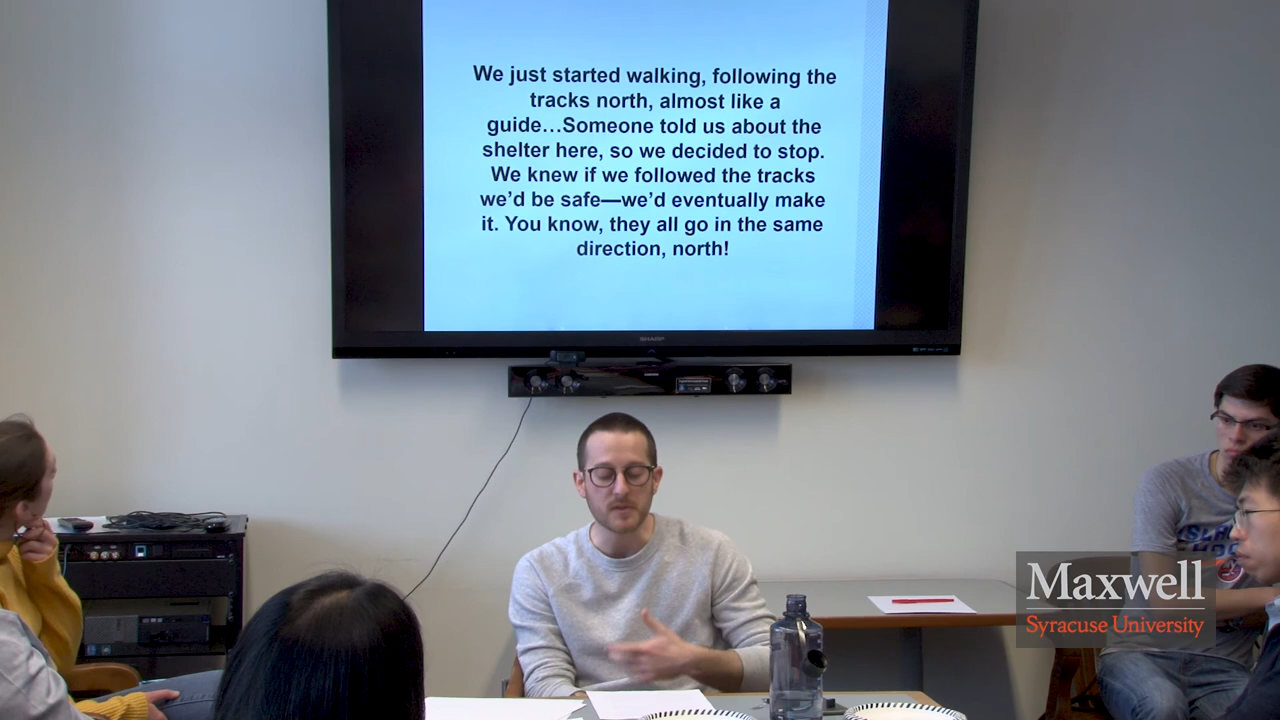 We just started walking, following the
tracks north, almost like a
guide…Someone told us about the
shelter here, so we decided to stop.
We knew if we followed the tracks
we’d be safe—we’d eventually make
it. You know, they all go in the same
direction, north!
SHARP
Maxwell
Syracuse University